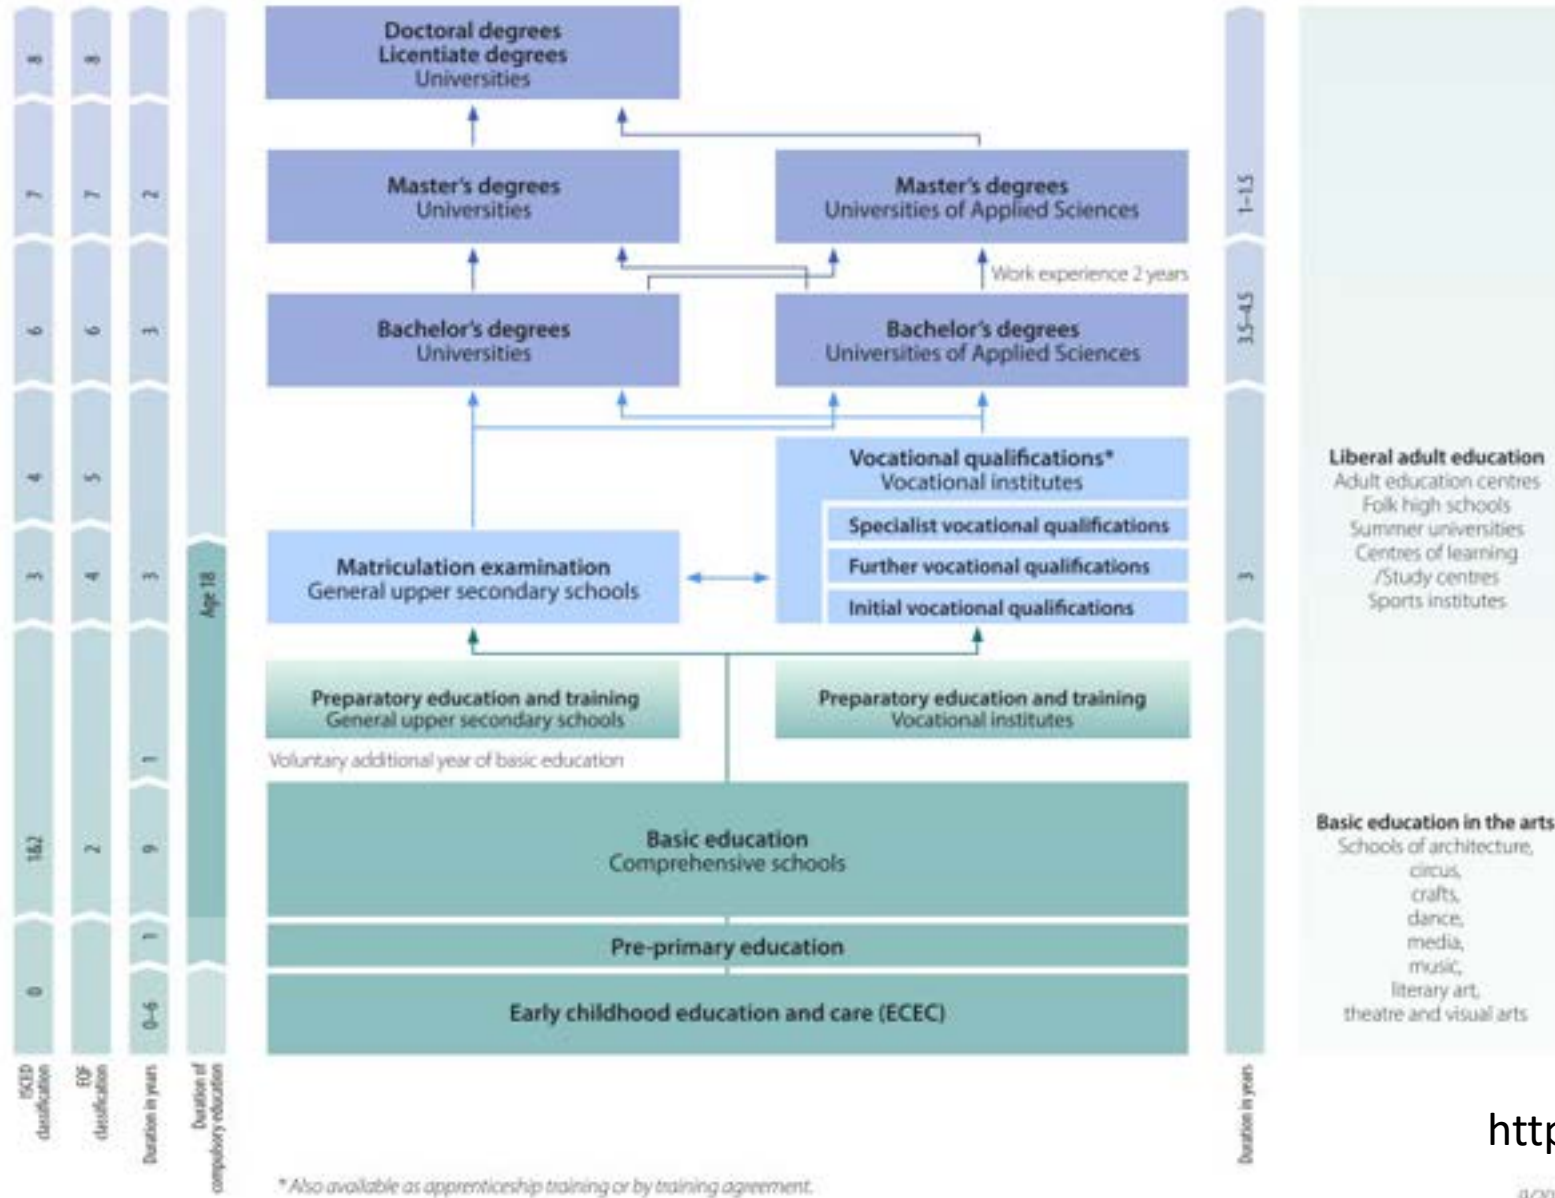 8
8
Doctoral degrees
Licentiate degrees
Universities
7
7
2
Master's degrees
Universities
Master's degrees
Universities of Applied Sciences
1–1.5
Work experience 2 years
6
6
3
Bachelor's degrees
Universities
Bachelor's degrees
Universities of Applied Sciences
3.5–4.5
4
5
Vocational qualifications*
Vocational institutes
Specialist vocational qualifications
Further vocational qualifications
Initial vocational qualifications
3
4
3
Age 18
Matriculation examination
General upper secondary schools
3
Preparatory education and training
General upper secondary schools
Preparatory education and training
Vocational institutes
1
Voluntary additional year of basic education
1&2
2
9
Basic education
Comprehensive schools
1
Pre-primary education
0
0–6
Early childhood education and care (ECEC)
ISCED
classification
EQF
classification
Duration in years
Duration of
compulsory education
Duration in years
Liberal adult education
Adult education centres
Folk high schools
Summer universities
Centres of learning
/Study centres
Sports institutes
Basic education in the arts
Schools of architecture,
circus,
crafts,
dance,
media,
music,
literary art,
theatre and visual arts
http
* Also available as apprenticeship training or by training agreement.